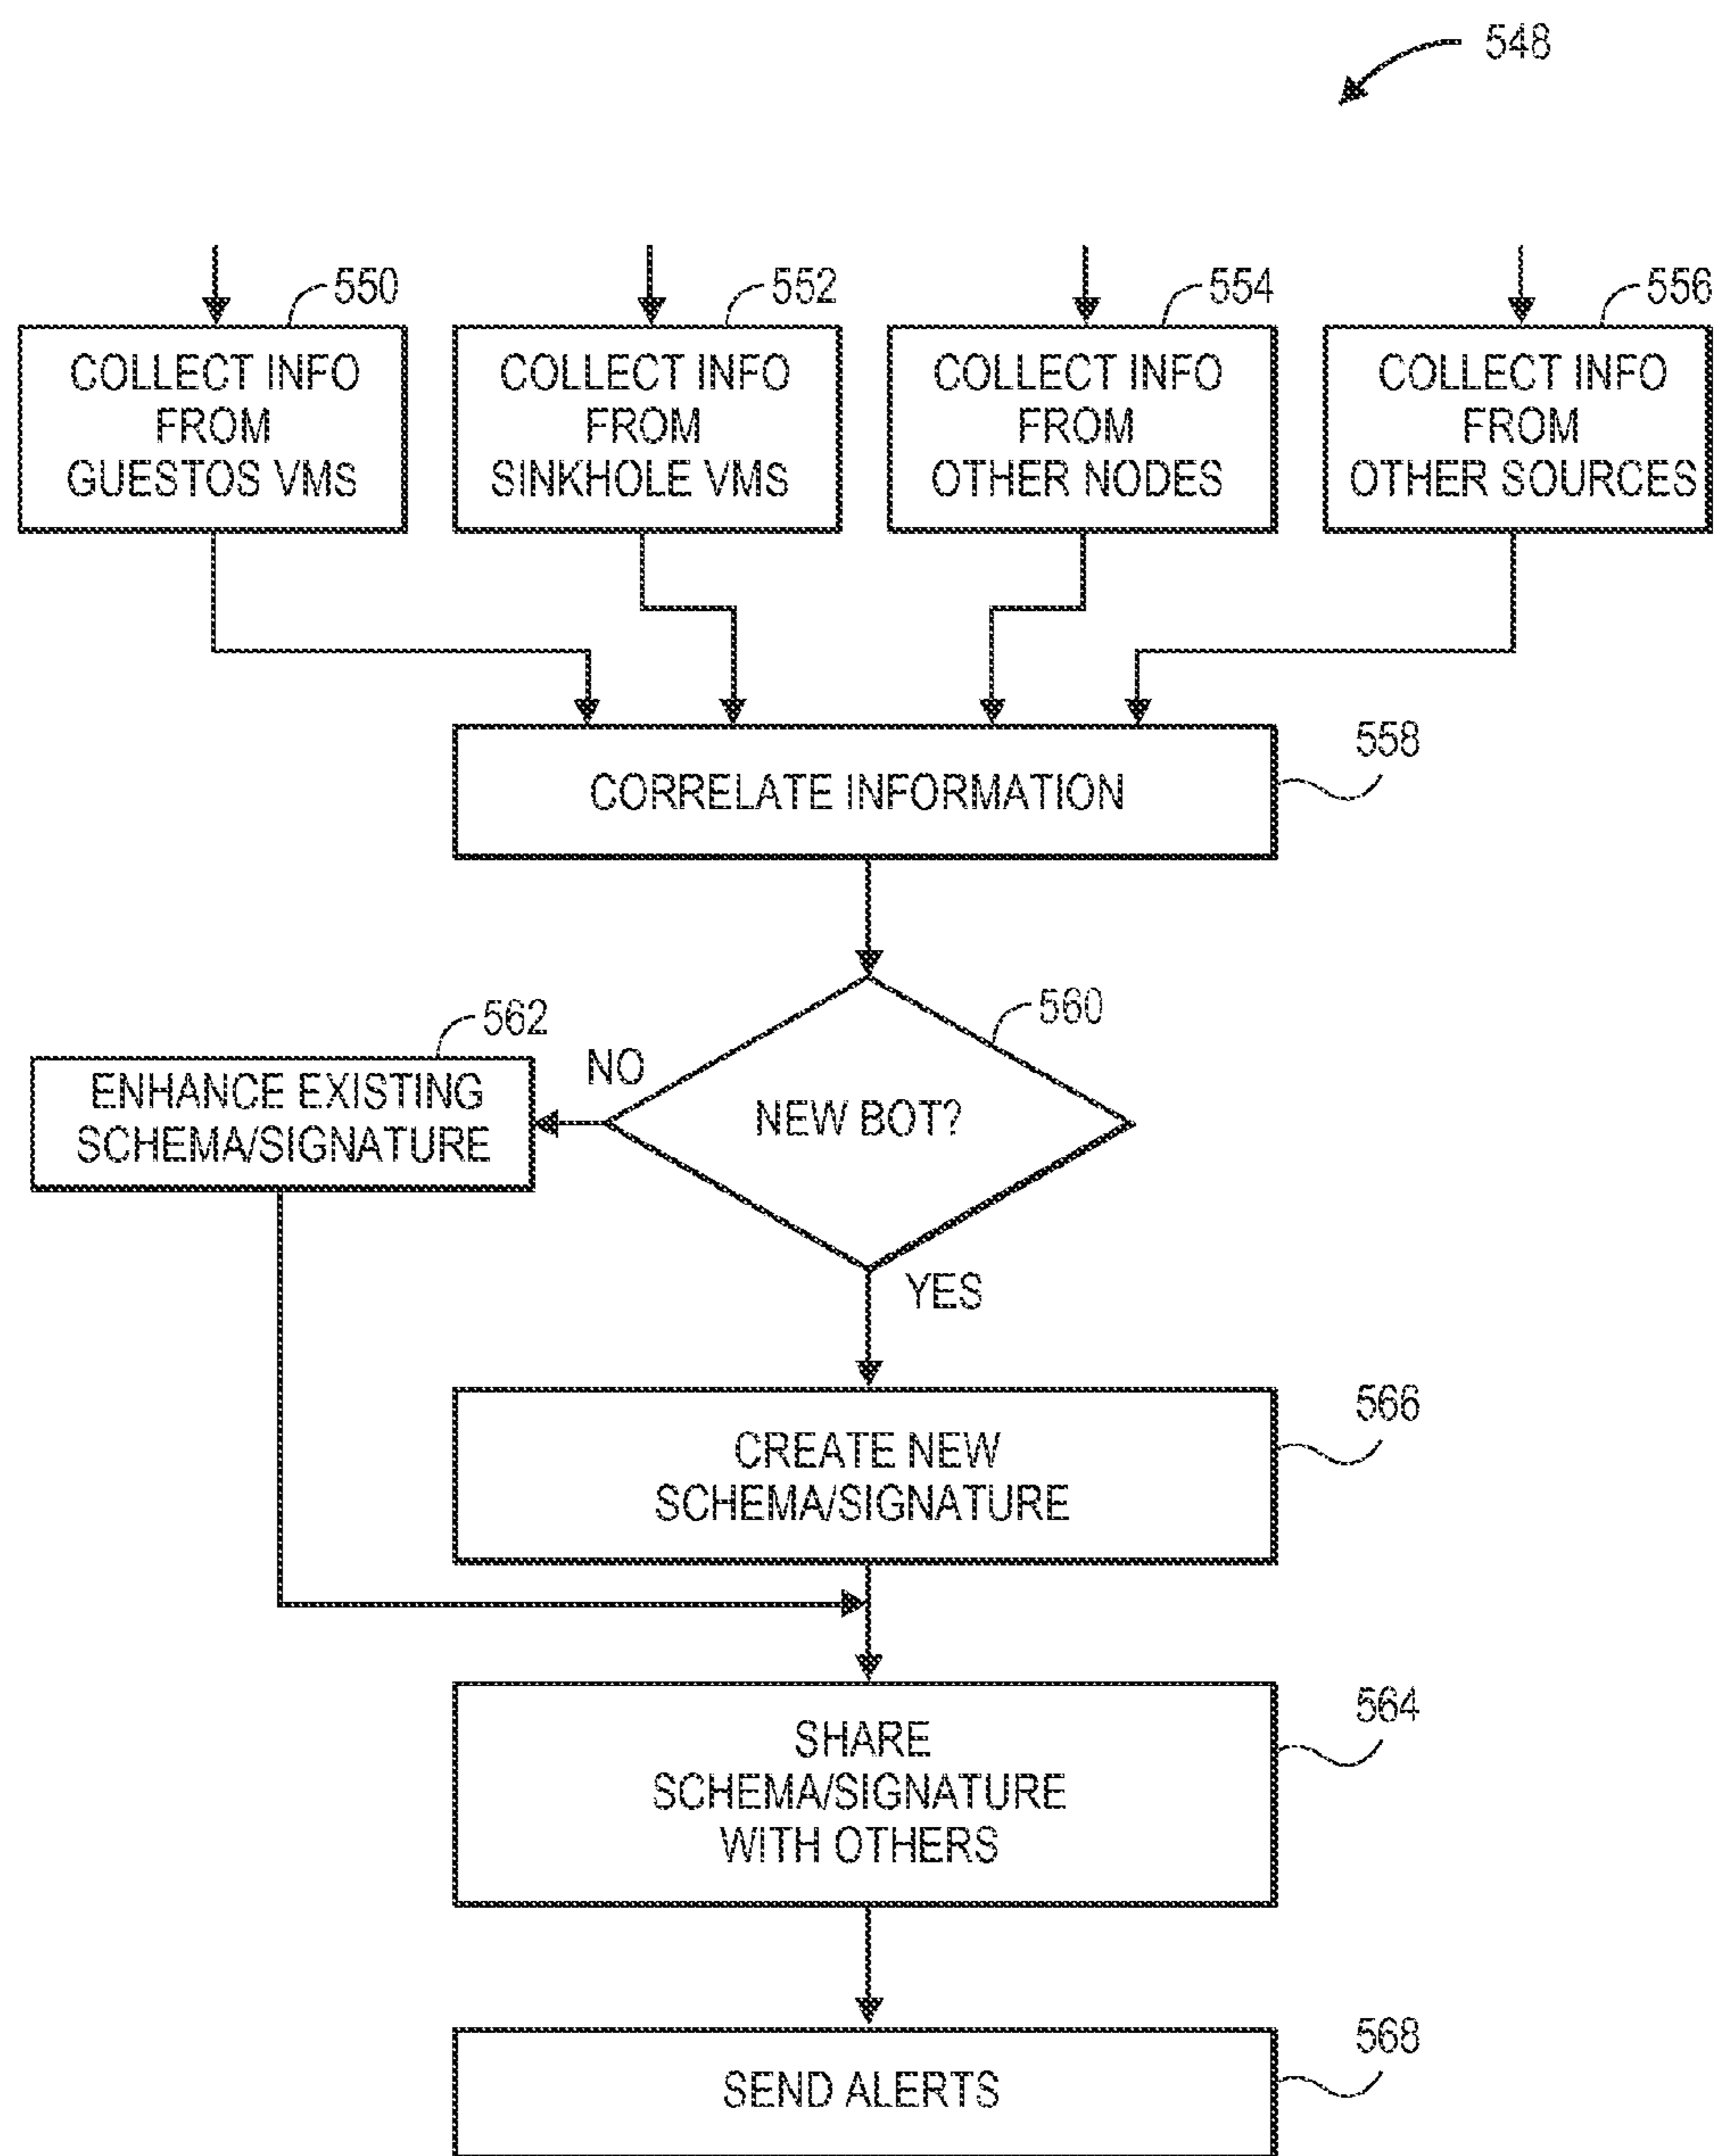 548
550
552
554
556
COLLECT INFO
FROM
GUESTOS VMs
COLLECT INFO
FROM
SINKHOLE VMs
COLLECT INFO
FROM
OTHER NODES
COLLECT INFO
FROM
OTHER SOURCES
558
CORRELATE INFORMATION
560
562
NO
ENHANCE EXISTING
SCHEMA/SIGNATURE
NEW BOT?
YES
566
CREATE NEW
SCHEMA/SIGNATURE
564
SHARE
SCHEMA/SIGNATURE
WITH OTHERS
568
SEND ALERTS